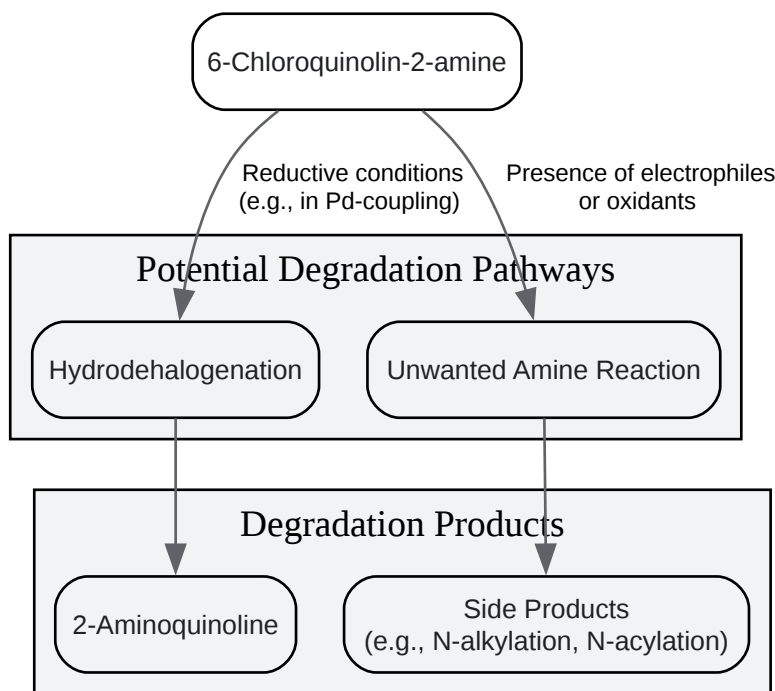 6-Chloroquinolin-2-amine
Reductive conditions
(e.g., in Pd-coupling)
Presence of electrophiles
or oxidants
Potential Degradation Pathways
Hydrodehalogenation
Unwanted Amine Reaction
Degradation Products
2-Aminoquinoline
Side Products
(e.g., N-alkylation, N-acylation)